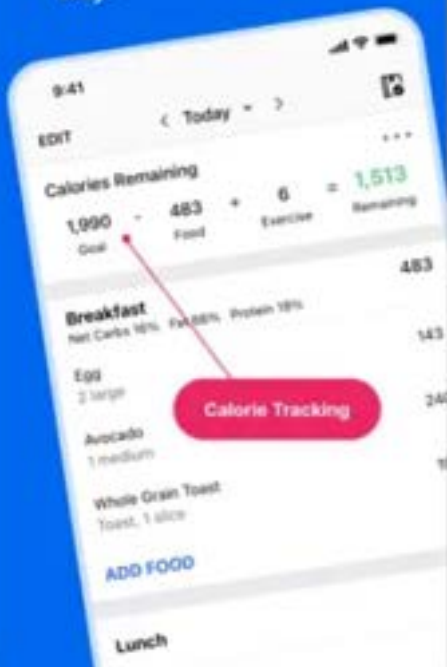 9:41
EDIT < Today >
Calories Remaining ...
1,990 - 483 + 6 = 1,513
Goal Food Exercise Remaining
Breakfast 483
Net Carbs 16% Fat 66% Protein 18%
Egg 143
2 large
Calorie Tracking
Avocado 240
1 medium
Whole Grain Toast
Toast, 1 slice
ADD FOOD
Lunch